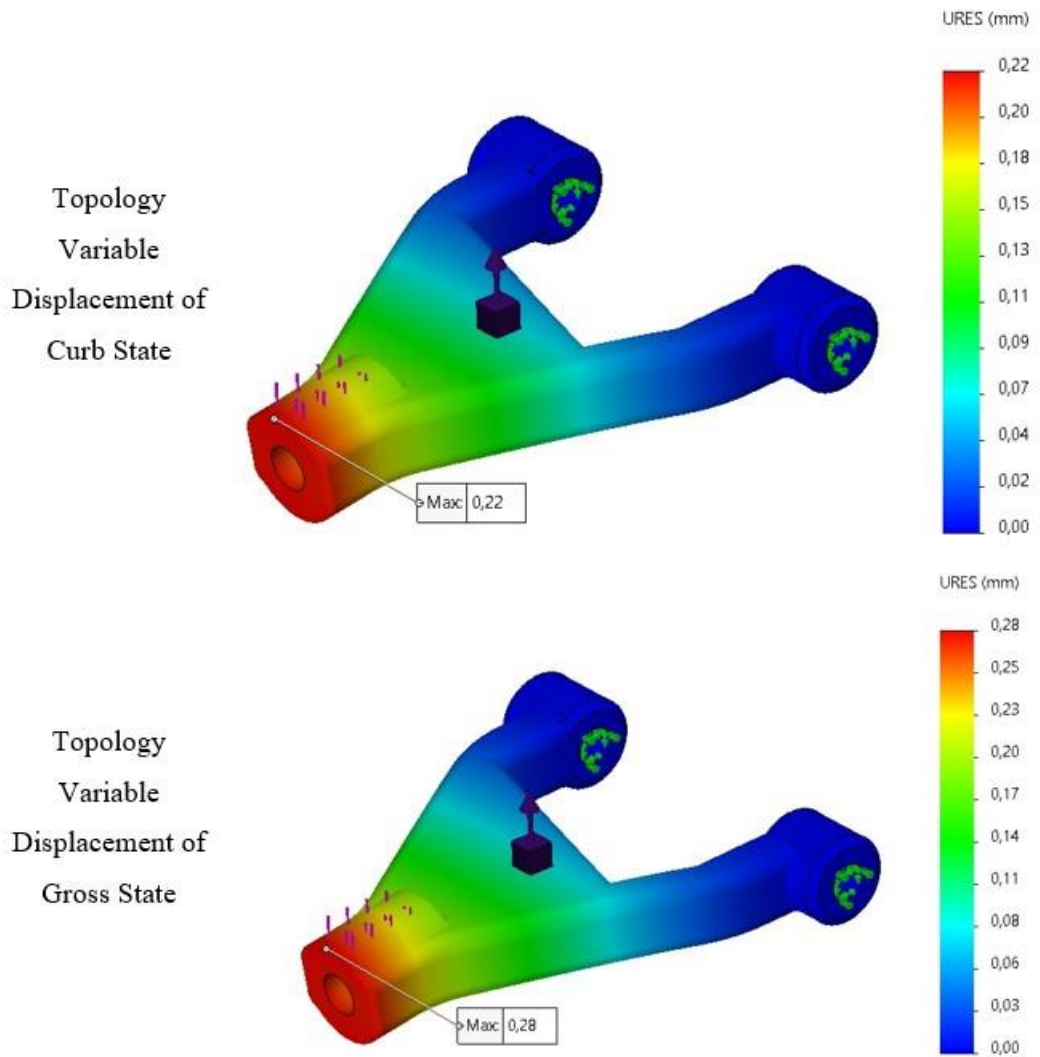 URES (mm)
0,22
0,20
0,18
0,15
0,13
0,11
0,09
0,07
0,04
0,02
0,00
Topology
Variable
Displacement of
Curb State
Max: 0,22
URES (mm)
0,28
0,25
0,23
0,20
0,17
0,14
0,11
0,08
0,06
0,03
0,00
Topology
Variable
Displacement of
Gross State
Max: 0,28